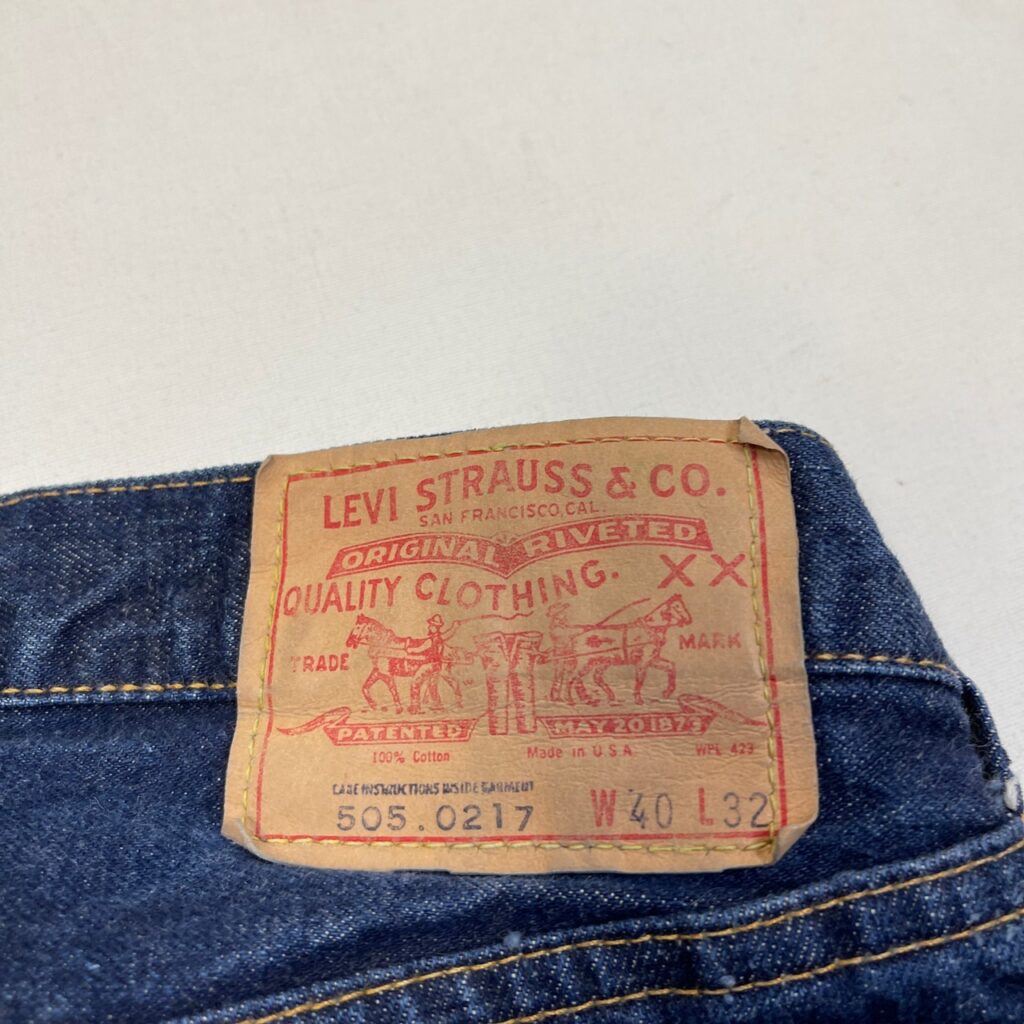 LEVI STRAUSS & CO.
SAN FRANCISCO, CAL.
ORIGINAL RIVETED
QUALITY CLOTHING. XX
TRADE MARK
PATENTED MAY 20 1873
100% Cotton Made in U.S.A WPL 423
CARE INSTRUCTIONS INSIDE GARMENT
505.0217 W 40 L 32